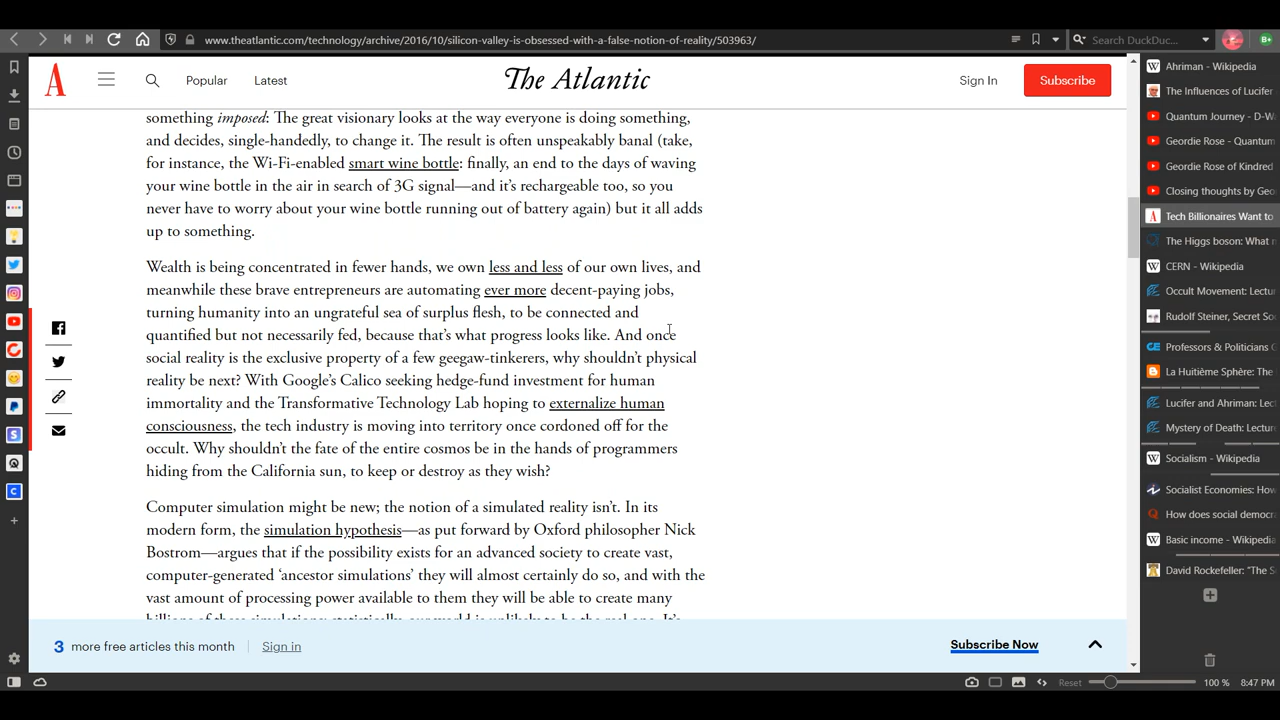 www.theatlantic.com/technology/archive/2016/10/silicon-valley-is-obsessed-with-a-false-notion-of-reality/503963/
Search DuckDuc...
Popular
Latest
The Atlantic
Sign In
Subscribe
something imposed: The great visionary looks at the way everyone is doing something,
and decides, single-handedly, to change it. The result is often unspeakably banal (take,
for instance, the Wi-Fi-enabled smart wine bottle: finally, an end to the days of waving
your wine bottle in the air in search of 3G signal—and it's rechargeable too, so you
never have to worry about your wine bottle running out of battery again) but it all adds
up to something.
Wealth is being concentrated in fewer hands, we own less and less of our own lives, and
meanwhile these brave entrepreneurs are automating ever more decent-paying jobs,
turning humanity into an ungrateful sea of surplus flesh, to be connected and
quantified but not necessarily fed, because that's what progress looks like. And once
social reality is the exclusive property of a few geegaw-tinkerers, why shouldn't physical
reality be next? With Google's Calico seeking hedge-fund investment for human
immortality and the Transformative Technology Lab hoping to externalize human
consciousness, the tech industry is moving into territory once cordoned off for the
occult. Why shouldn't the fate of the entire cosmos be in the hands of programmers
hiding from the California sun, to keep or destroy as they wish?
Computer simulation might be new; the notion of a simulated reality isn't. In its
modern form, the simulation hypothesis—as put forward by Oxford philosopher Nick
Bostrom—argues that if the possibility exists for an advanced society to create vast,
computer-generated 'ancestor simulations' they will almost certainly do so, and with the
vast amount of processing power available to them they will be able to create many
billions of these simulations; statistically, our world is unlikely to be the real one. It's
3 more free articles this month
Sign in
Subscribe Now
Ahriman - Wikipedia
The Influences of Lucifer
Quantum Journey - D-W
Geordie Rose - Quantum
Geordie Rose of Kindred
Closing thoughts by Geo
Tech Billionaires Want to
The Higgs boson: What m
CERN - Wikipedia
Occult Movement: Lectur
Rudolf Steiner, Secret So
Professors & Politicians G
La Huitième Sphère: The
Lucifer and Ahriman: Lect
Mystery of Death: Lectur
Socialism - Wikipedia
Socialist Economies: How
How does social democra
Basic income - Wikipedia
David Rockefeller: "The S
Reset
100 %
8:47 PM